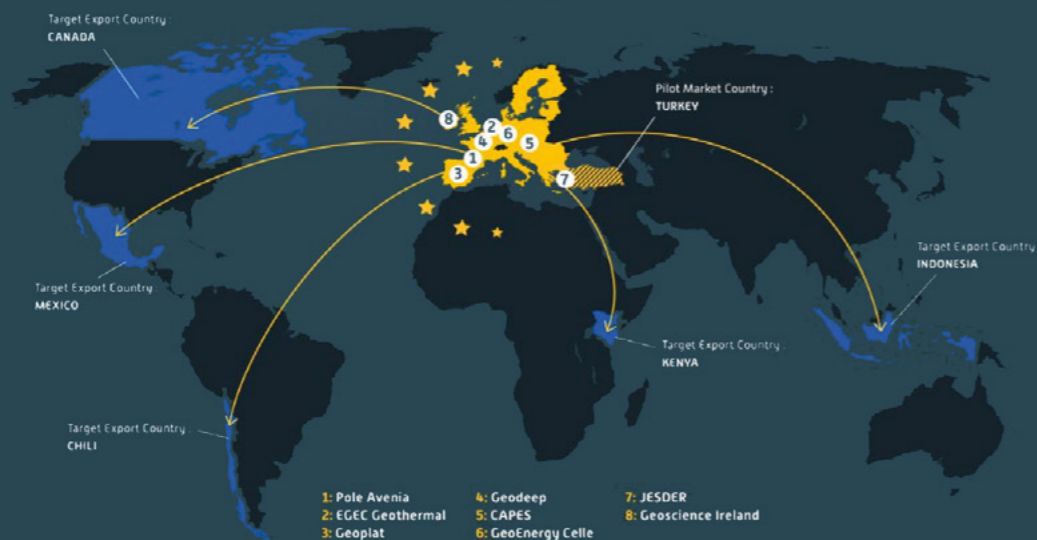 Target Export Country :
CANADA
8
2
6
4
5
1
3
7
Pilot Market Country :
TURKEY
Target Export Country :
MEXICO
Target Export Country
INDONESIA
Target Export Country :
KENYA
Target Export Country :
CHILI
1: Pole Avenia
2: EGEC Geothermal
3: Geoplat
4: Geodeep
5: CAPES
6: GeoEnergy Celle
7: JESDER
8: Geoscience Ireland